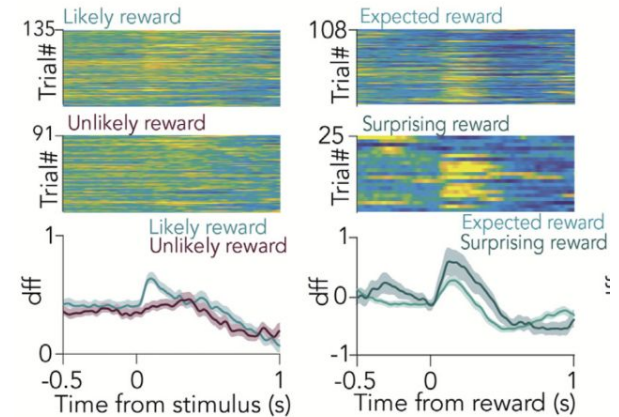 Likely reward
135
Trial#
Unlikely reward
91
Trial#
Likely reward
Unlikely reward
1
dff
0
-0.5
0
1
Time from stimulus (s)
Expected reward
108
Trial#
Surprising reward
25
Trial#
Expected reward
Surprising reward
1
dff
0
-1
-0.5
0
1
Time from reward (s)